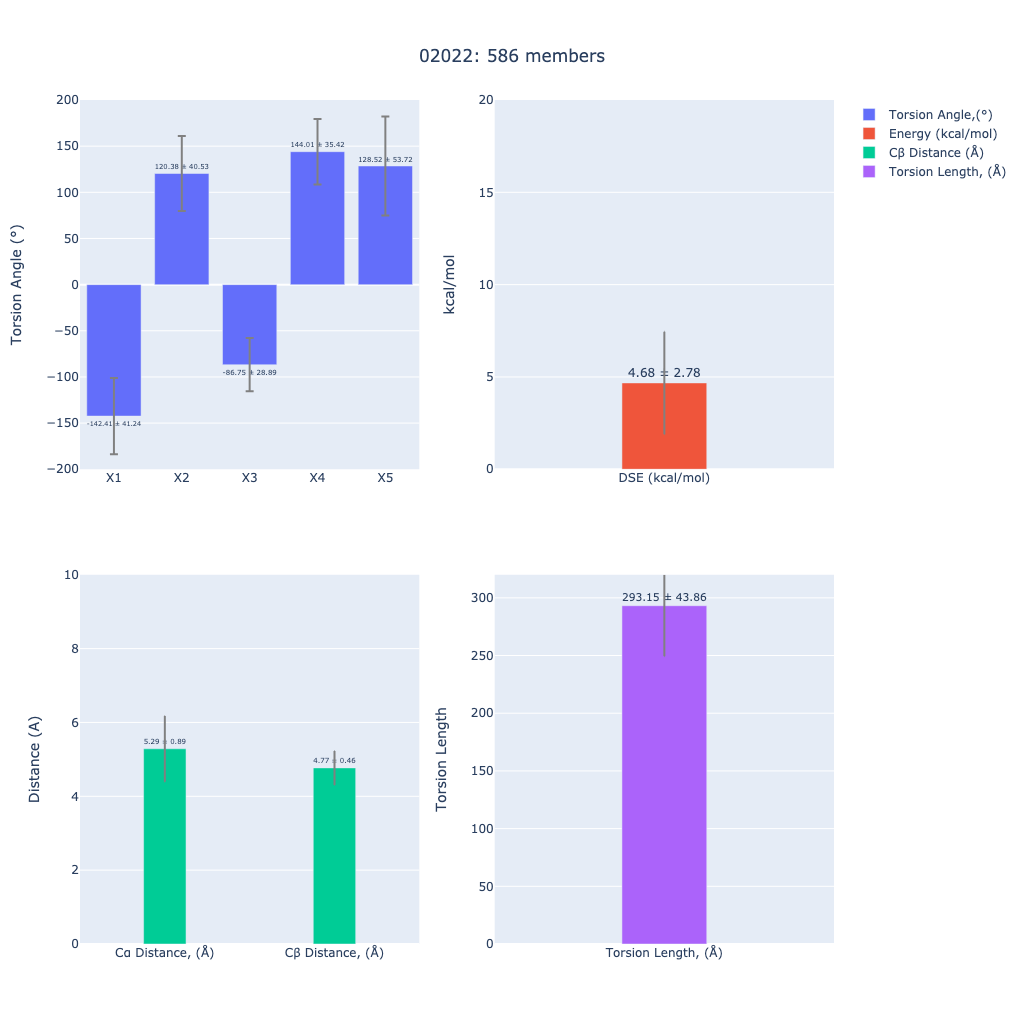 02022: 586 members
Torsion Angle (°)
200
150
100
50
0
−50
−100
−150
−200
-142.41 ± 41.24
120.38 ± 40.53
-86.75 ± 28.89
144.01 ± 35.42
128.52 ± 53.72
X1 X2 X3 X4 X5
kcal/mol
20
15
10
5
0
4.68 ± 2.78
DSE (kcal/mol)
Torsion Angle,(°)
Energy (kcal/mol)
Cβ Distance (Å)
Torsion Length, (Å)
Distance (A)
10
8
6
4
2
0
5.29 ± 0.89
4.77 ± 0.46
Cα Distance, (Å) Cβ Distance, (Å)
Torsion Length
300
250
200
150
100
50
0
293.15 ± 43.86
Torsion Length, (Å)